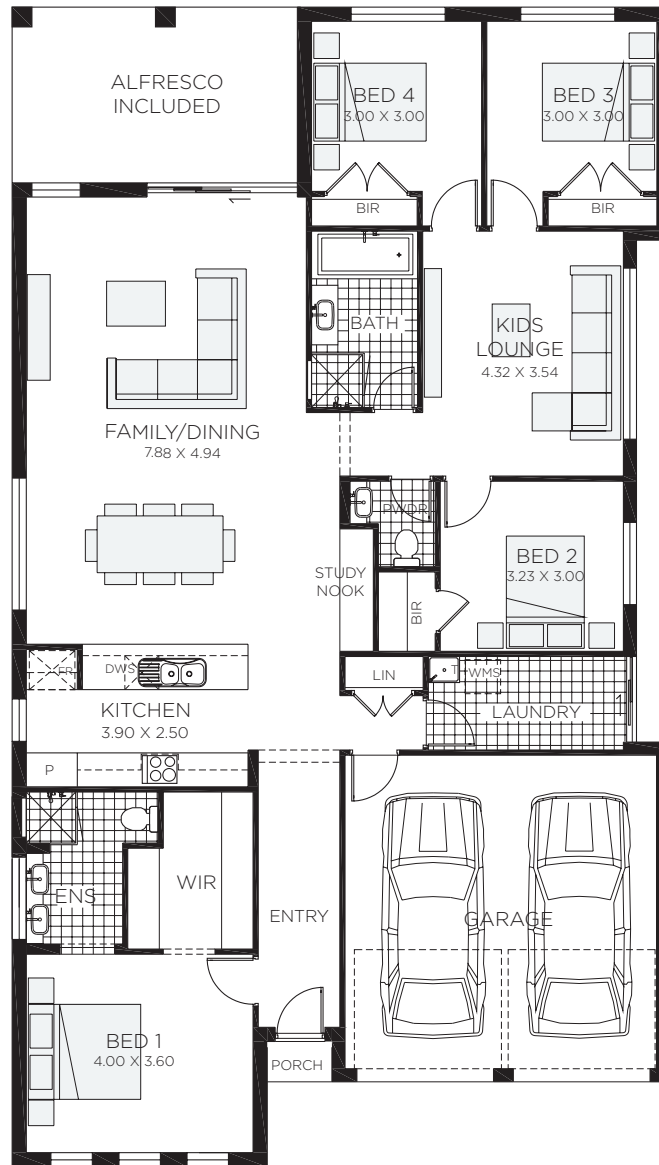 ALFRESCO
INCLUDED
BED 4
3.00 X 3.00
BED 3
3.00 X 3.00
BIR
BIR
BATH
KIDS
LOUNGE
4.32 X 3.54
FAMILY/DINING
7.88 X 4.94
PWDR
STUDY
NOOK
BED 2
3.23 X 3.00
BIR
FR
DWS
LIN
T
WMS
KITCHEN
3.90 X 2.50
LAUNDRY
P
ENS
WIR
ENTRY
GARAGE
BED 1
4.00 X 3.60
PORCH